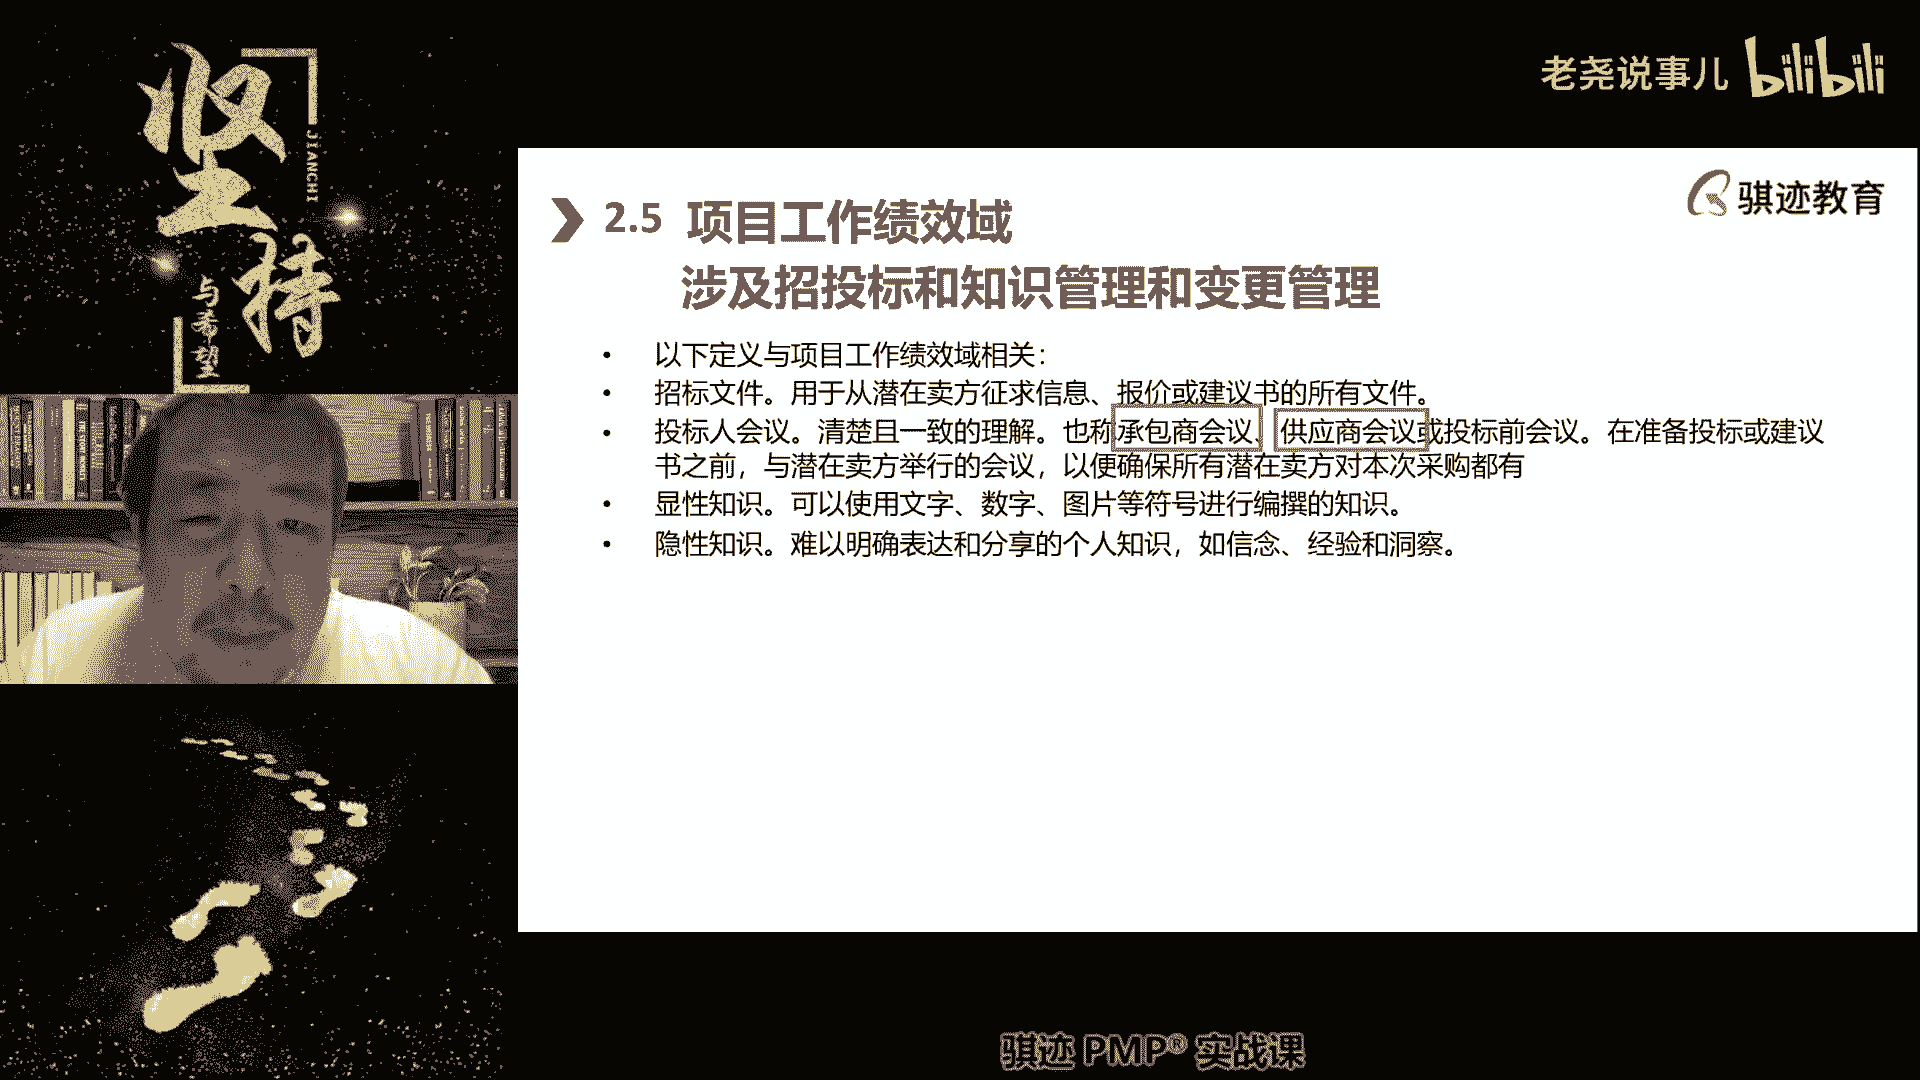 坚持
JIANCHI
与希望
老尧说事儿 bilibili
骐迹教育
2.5 项目工作绩效域
涉及招投标和知识管理和变更管理
• 以下定义与项目工作绩效域相关：
• 招标文件。用于从潜在卖方征求信息、报价或建议书的所有文件。
• 投标人会议。清楚且一致的理解。也称承包商会议、供应商会议或投标前会议。在准备投标或建议
书之前，与潜在卖方举行的会议，以便确保所有潜在卖方对本次采购都有
• 显性知识。可以使用文字、数字、图片等符号进行编撰的知识。
• 隐性知识。难以明确表达和分享的个人知识，如信念、经验和洞察。
骐迹 PMP® 实战课